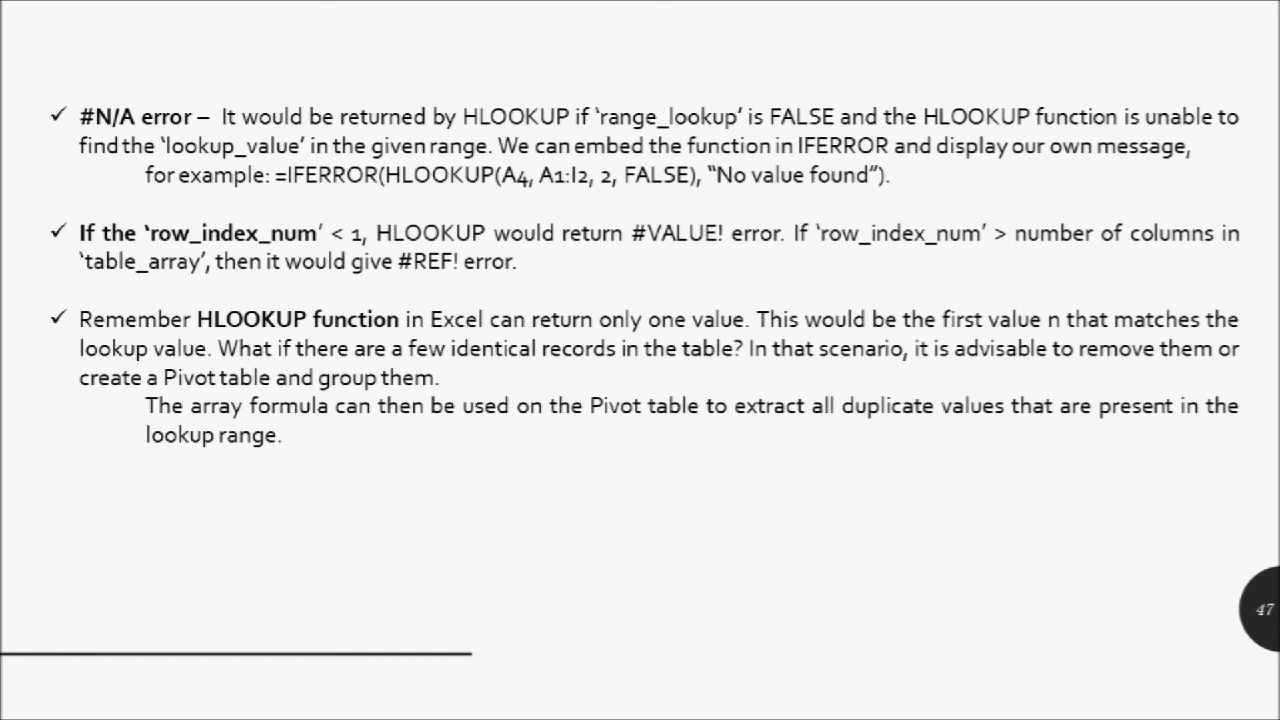 ✓ #N/A error – It would be returned by HLOOKUP if ‘range_lookup’ is FALSE and the HLOOKUP function is unable to
find the ‘lookup_value’ in the given range. We can embed the function in IFERROR and display our own message,
for example: =IFERROR(HLOOKUP(A4, A1:I2, 2, FALSE), “No value found”).
✓ If the ‘row_index_num’ < 1, HLOOKUP would return #VALUE! error. If ‘row_index_num’ > number of columns in
‘table_array’, then it would give #REF! error.
✓ Remember HLOOKUP function in Excel can return only one value. This would be the first value n that matches the
lookup value. What if there are a few identical records in the table? In that scenario, it is advisable to remove them or
create a Pivot table and group them.
The array formula can then be used on the Pivot table to extract all duplicate values that are present in the
lookup range.
47